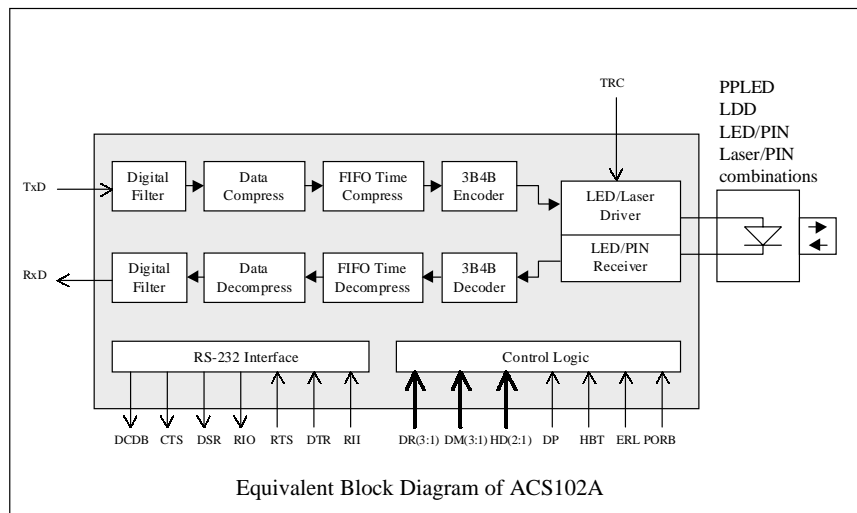 TRC
PPLED
LDD
LED/PIN
Laser/PIN
combinations
TxD
Digital
Filter
Data
Compress
FIFO Time
Compress
3B4B
Encoder
LED/Laser
Driver
RxD
Digital
Filter
Data
Decompress
FIFO Time
Decompress
3B4B
Decoder
LED/PIN
Receiver
RS-232 Interface
Control Logic
DCDB CTS DSR RIO RTS DTR RII DR(3:1) DM(3:1) HD(2:1) DP HBT ERL PORB
Equivalent Block Diagram of ACS102A